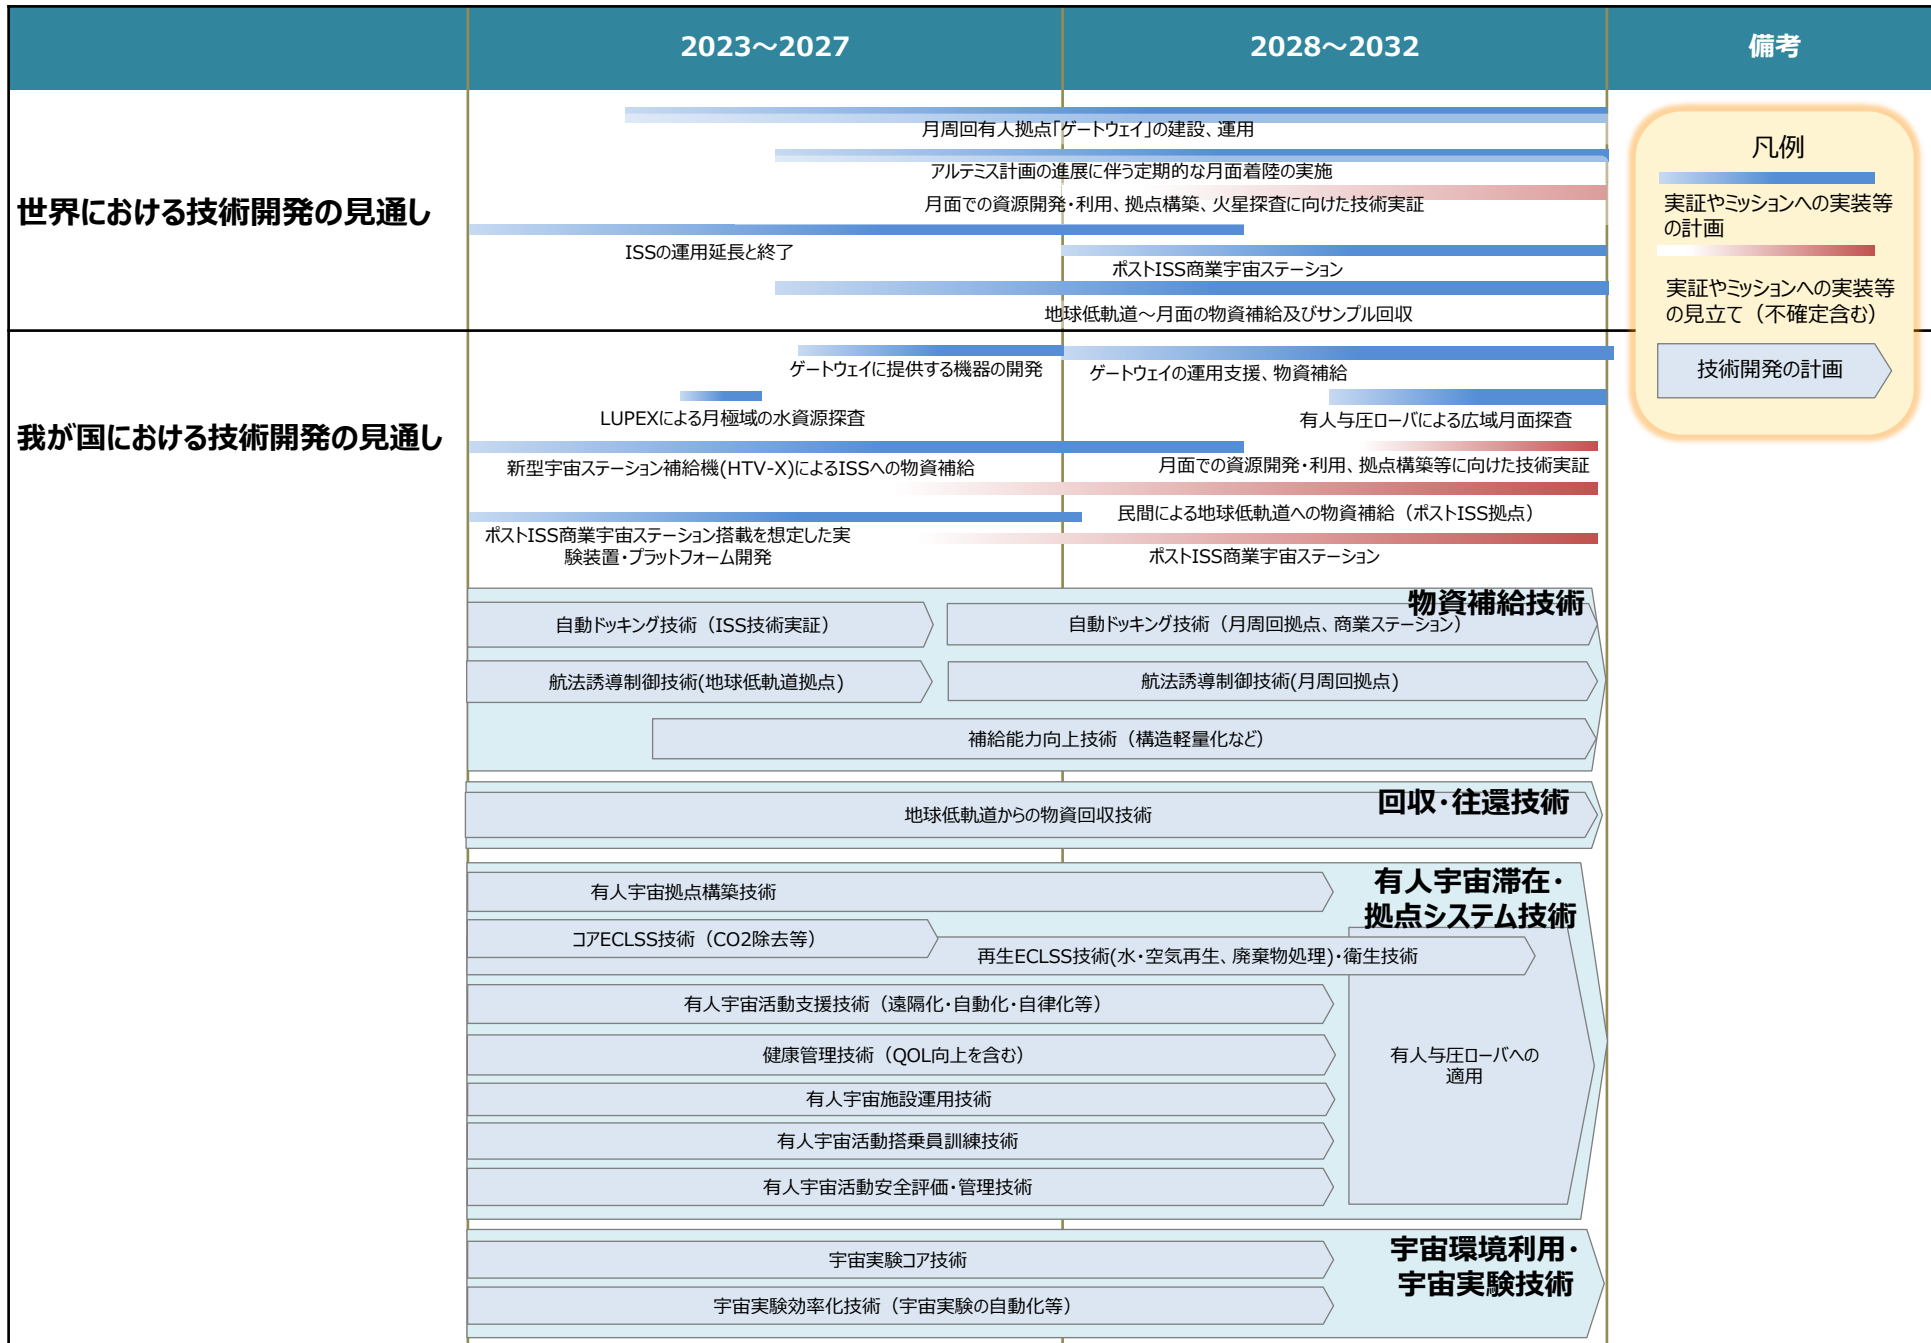 2023～2027
2028～2032
備考
世界における技術開発の見通し
月周回有人拠点「ゲートウェイ」の建設、運用
アルテミス計画の進展に伴う定期的な月面着陸の実施
月面での資源開発・利用、拠点構築、火星探査に向けた技術実証
ISSの運用延長と終了
ポストISS商業宇宙ステーション
地球低軌道～月面の物資補給及びサンプル回収
凡例
実証やミッションへの実装等
の計画
実証やミッションへの実装等
の見立て（不確定含む）
技術開発の計画
我が国における技術開発の見通し
ゲートウェイに提供する機器の開発
ゲートウェイの運用支援、物資補給
LUPEXによる月極域の水資源探査
有人与圧ローバによる広域月面探査
新型宇宙ステーション補給機(HTV-X)によるISSへの物資補給
月面での資源開発・利用、拠点構築等に向けた技術実証
民間による地球低軌道への物資補給（ポストISS拠点）
ポストISS商業宇宙ステーション搭載を想定した実
験装置・プラットフォーム開発
ポストISS商業宇宙ステーション
物資補給技術
自動ドッキング技術（ISS技術実証）
自動ドッキング技術（月周回拠点、商業ステーション）
航法誘導制御技術(地球低軌道拠点)
航法誘導制御技術(月周回拠点)
補給能力向上技術（構造軽量化など）
回収・往還技術
地球低軌道からの物資回収技術
有人宇宙滞在・
拠点システム技術
有人宇宙拠点構築技術
コアECLSS技術（CO2除去等）
再生ECLSS技術(水・空気再生、廃棄物処理)・衛生技術
有人宇宙活動支援技術（遠隔化・自動化・自律化等）
健康管理技術（QOL向上を含む）
有人与圧ローバへの
適用
有人宇宙施設運用技術
有人宇宙活動搭乗員訓練技術
有人宇宙活動安全評価・管理技術
宇宙環境利用・
宇宙実験技術
宇宙実験コア技術
宇宙実験効率化技術（宇宙実験の自動化等）